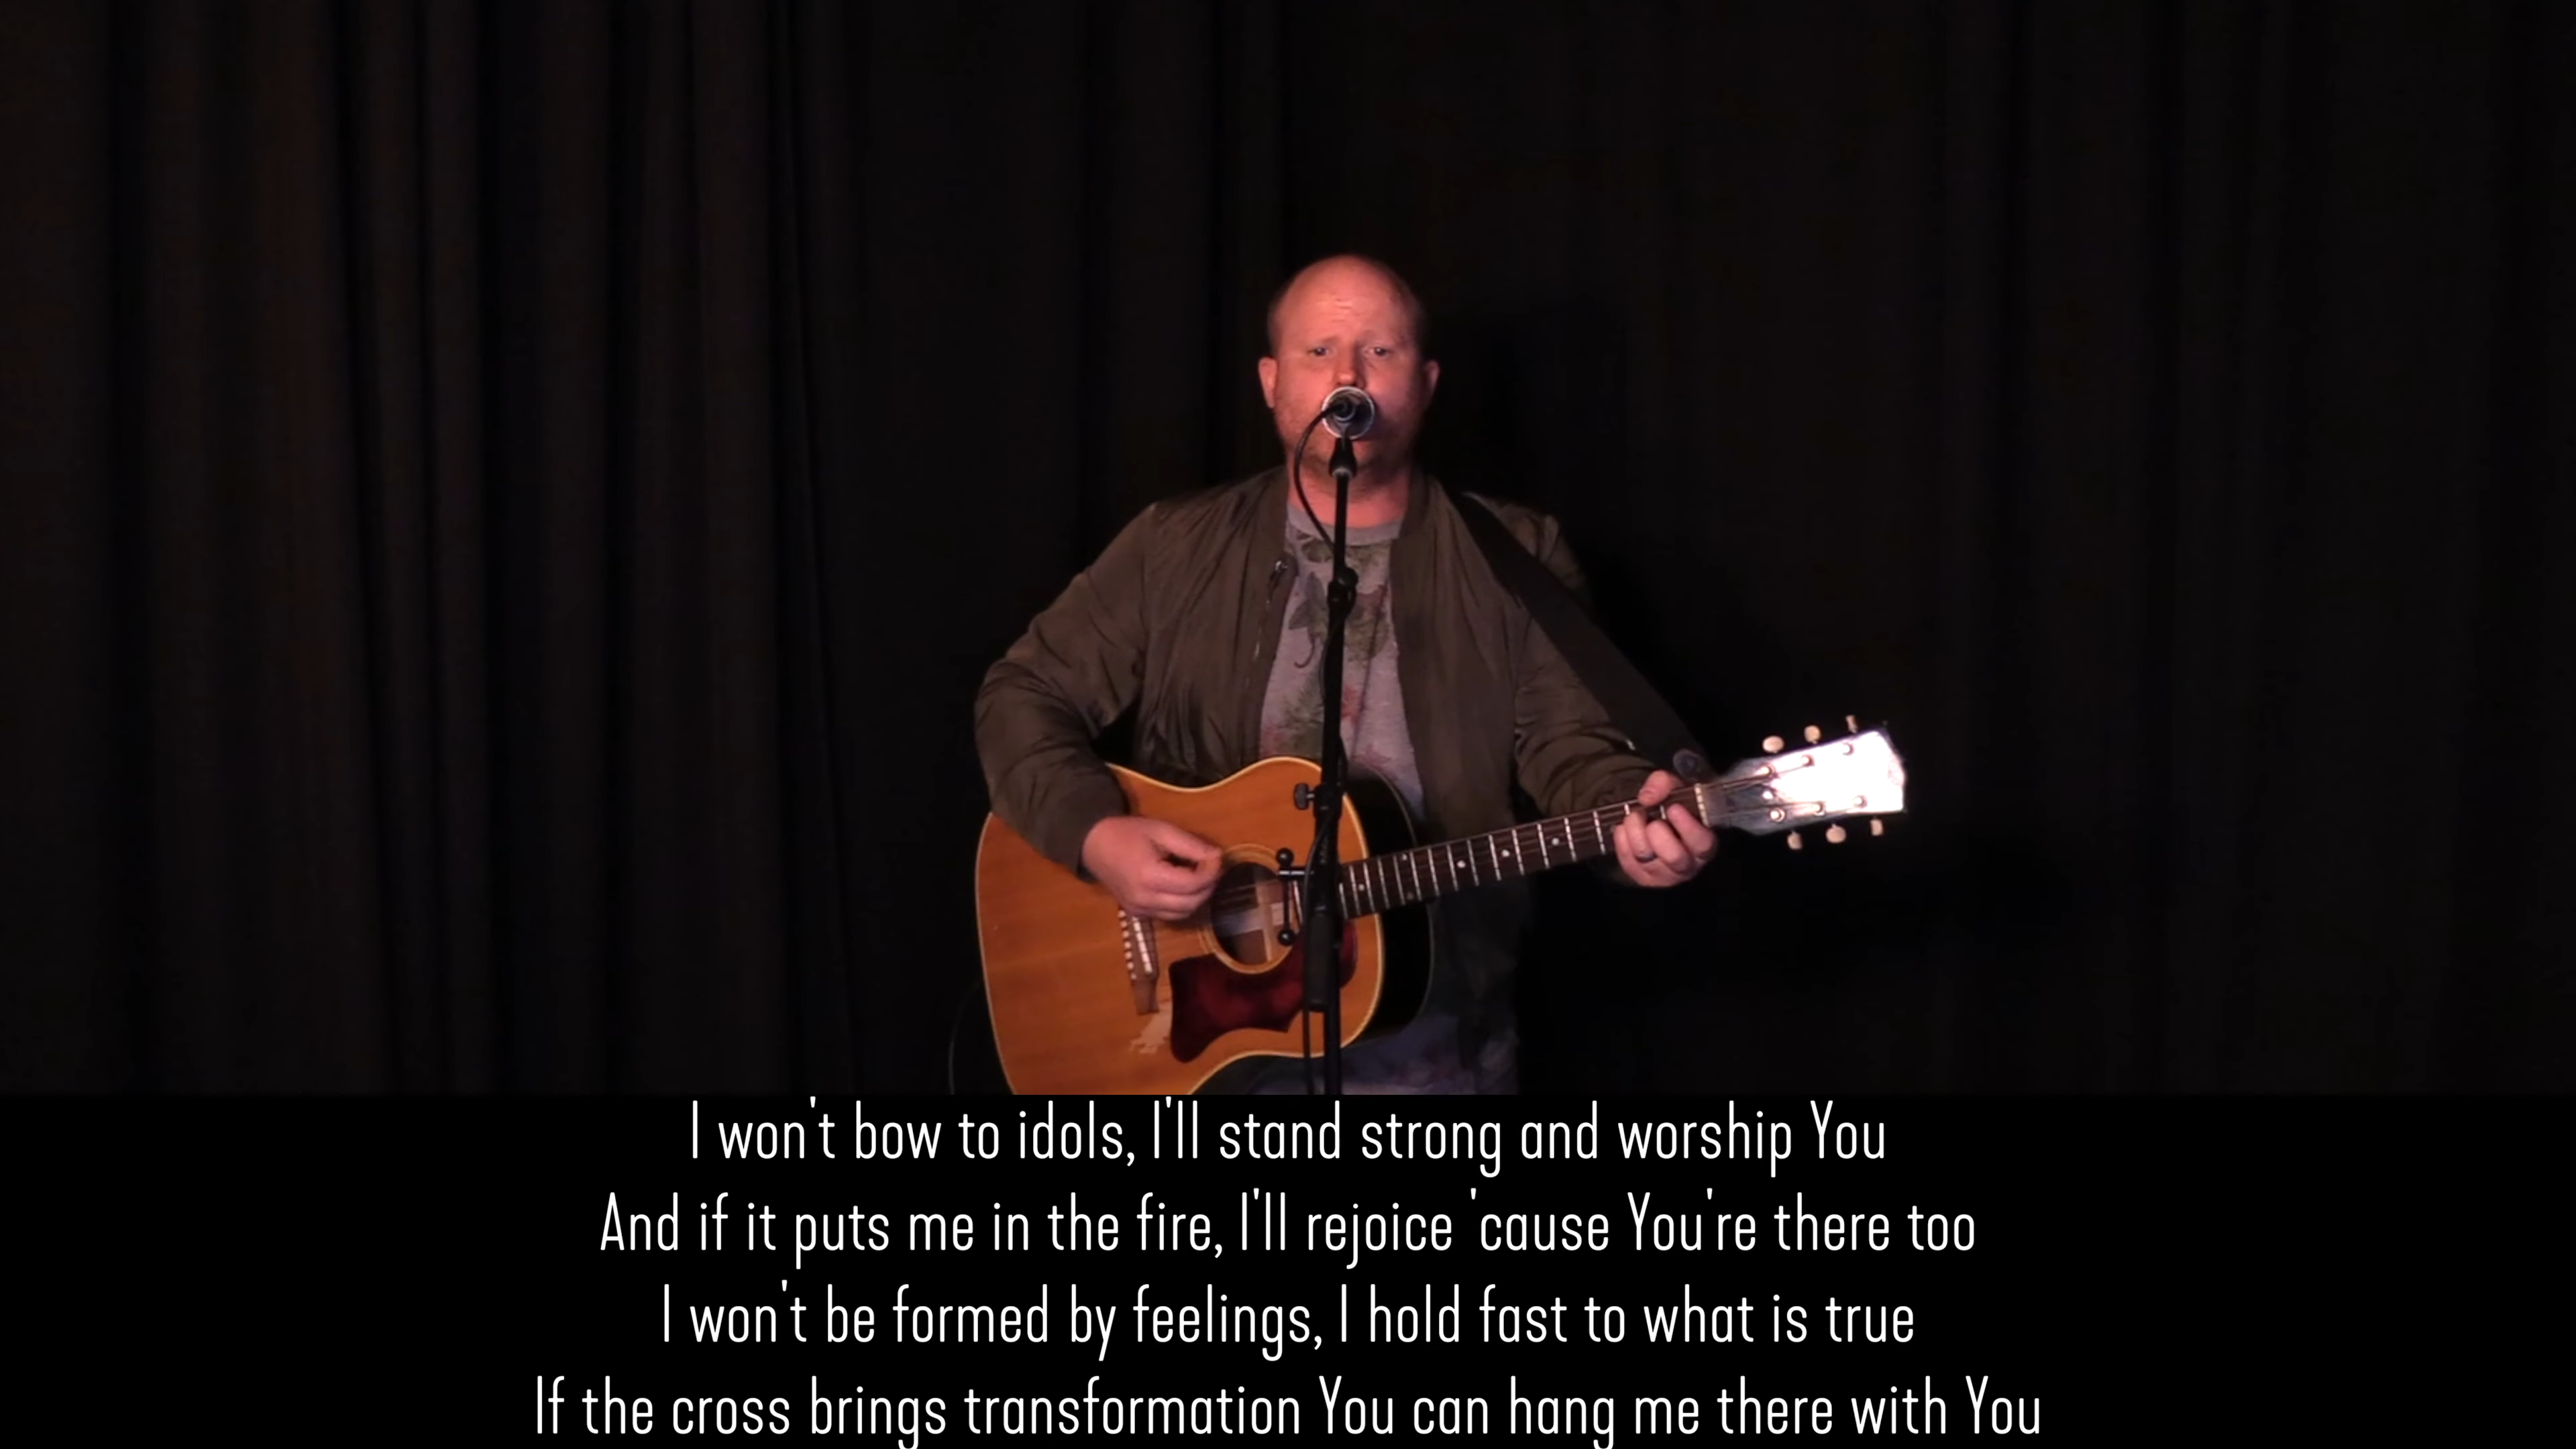 I won't bow to idols, I'll stand strong and worship You
And if it puts me in the fire, I'll rejoice 'cause You're there too
I won't be formed by feelings, I hold fast to what is true
If the cross brings transformation You can hang me there with You